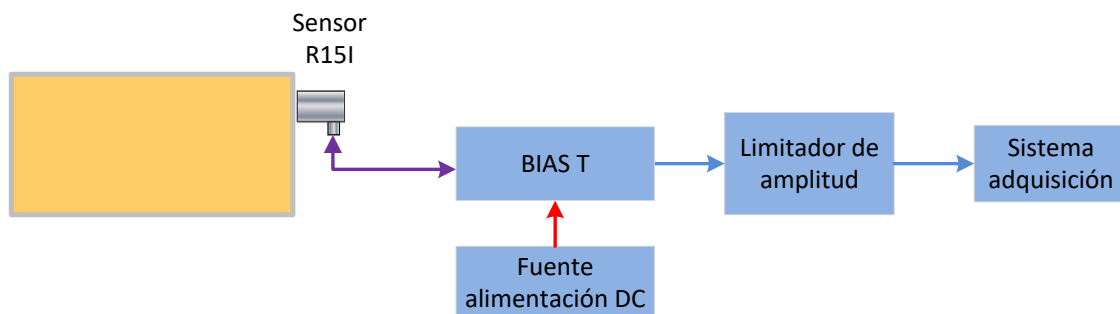 Sensor
R15I
BIAS T
Limitador de
amplitud
Sistema
adquisición
Fuente
alimentación DC